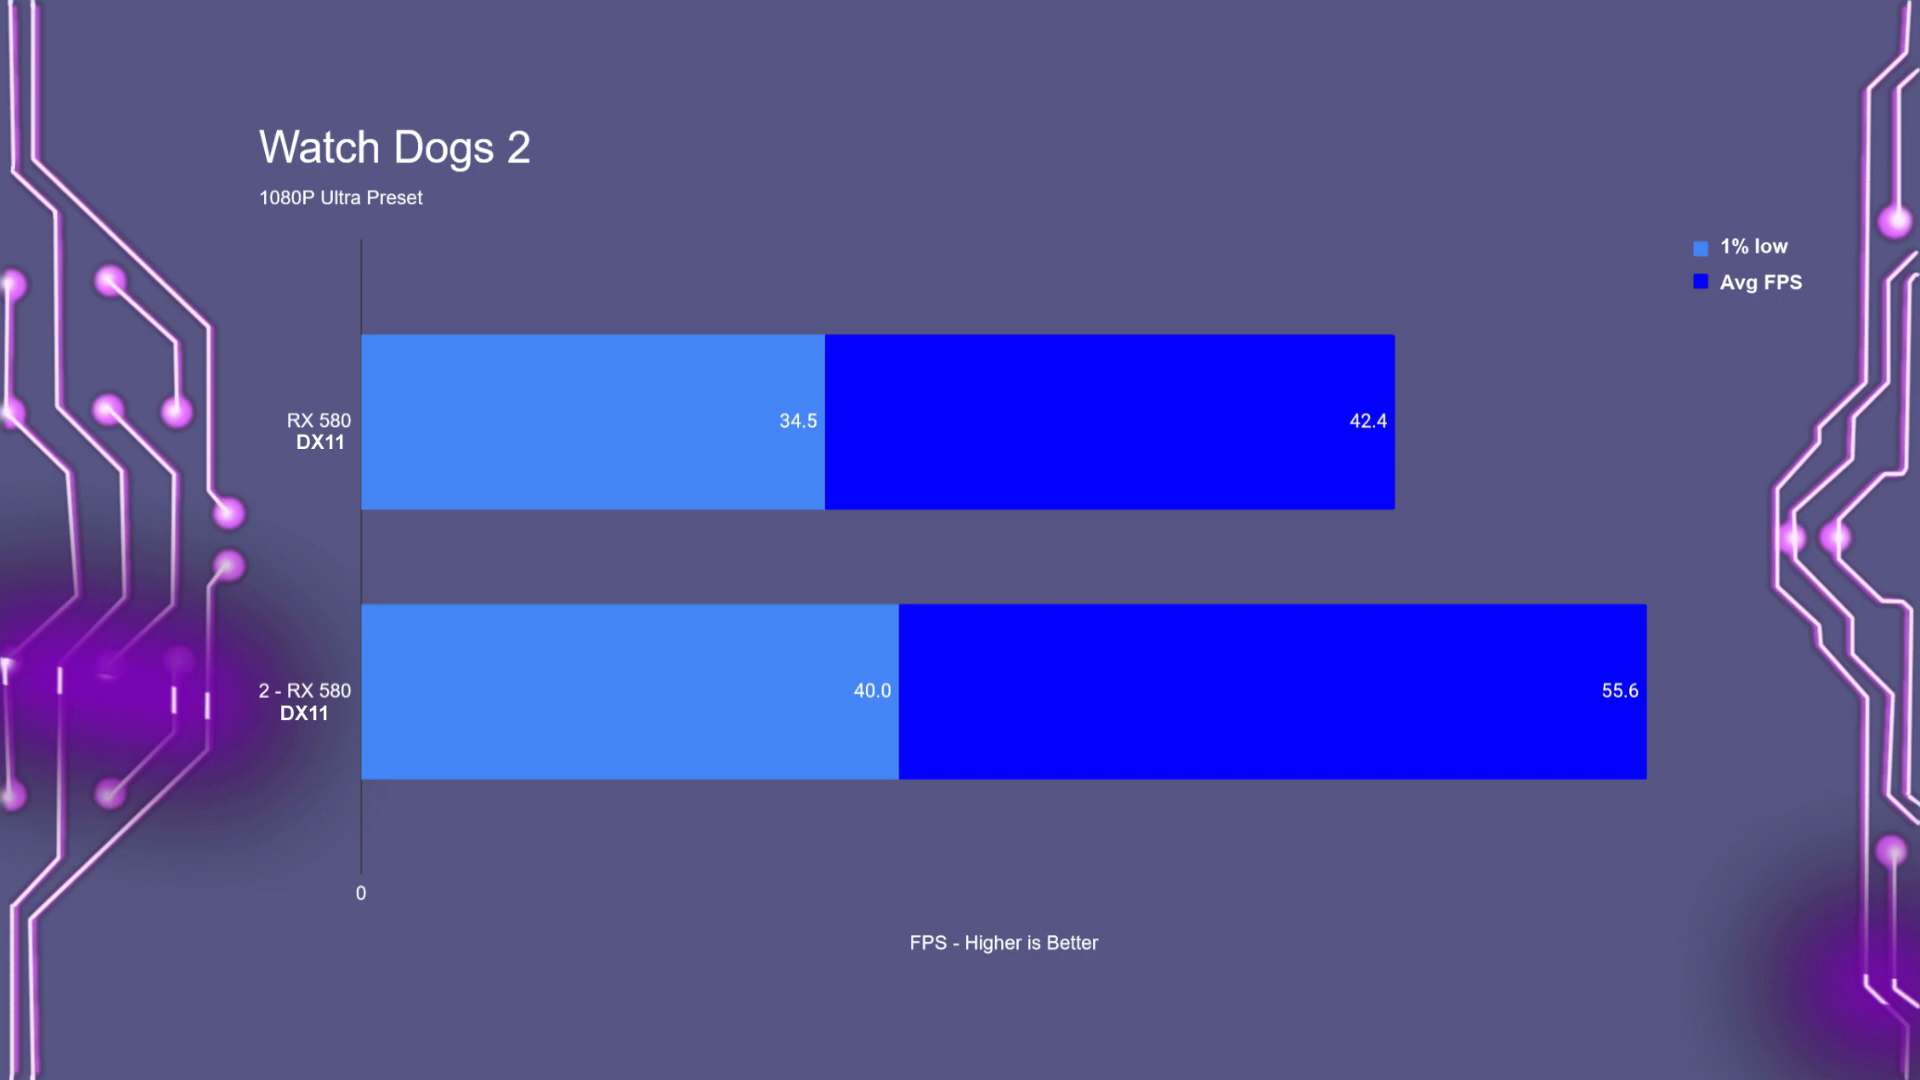 Watch Dogs 2
1080P Ultra Preset
1% low
Avg FPS
RX 580
DX11
34.5
42.4
2 - RX 580
DX11
40.0
55.6
0
FPS - Higher is Better